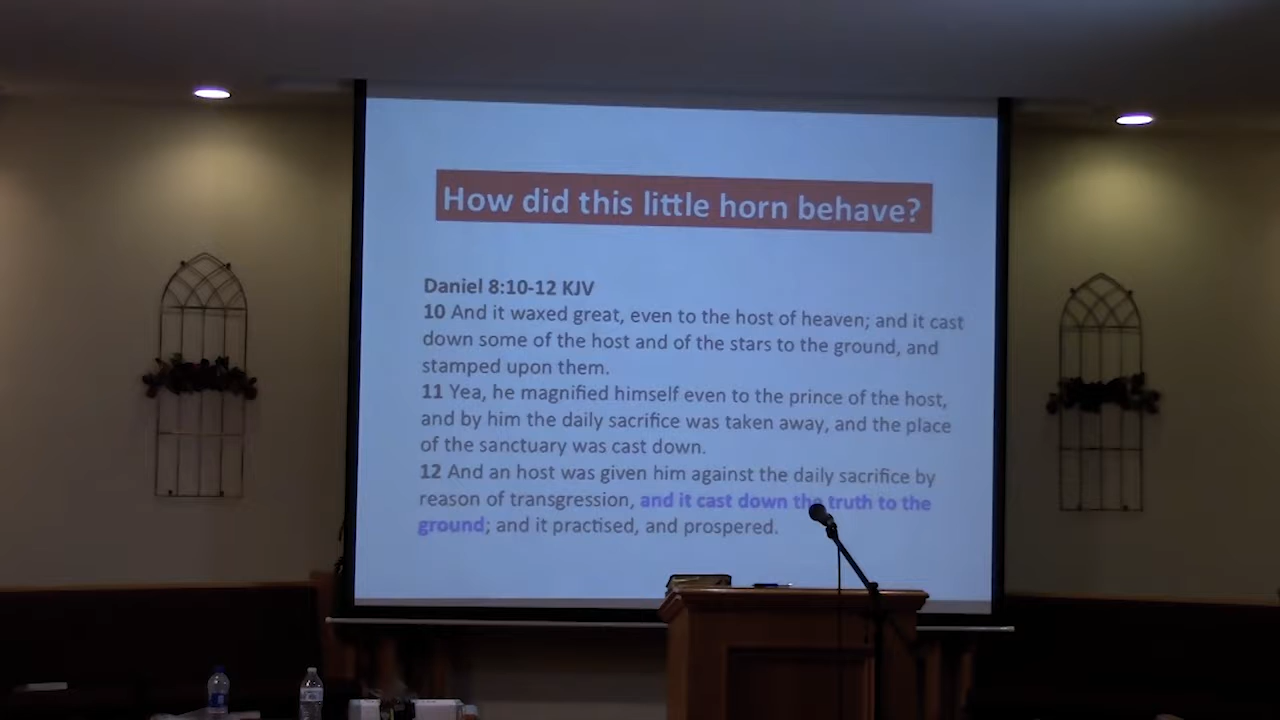 How did this little horn behave?
Daniel 8:10-12 KJV
10 And it waxed great, even to the host of heaven; and it cast
down some of the host and of the stars to the ground, and
stamped upon them.
11 Yea, he magnified himself even to the prince of the host,
and by him the daily sacrifice was taken away, and the place
of the sanctuary was cast down.
12 And an host was given him against the daily sacrifice by
reason of transgression, and it cast down the truth to the
ground; and it practised, and prospered.